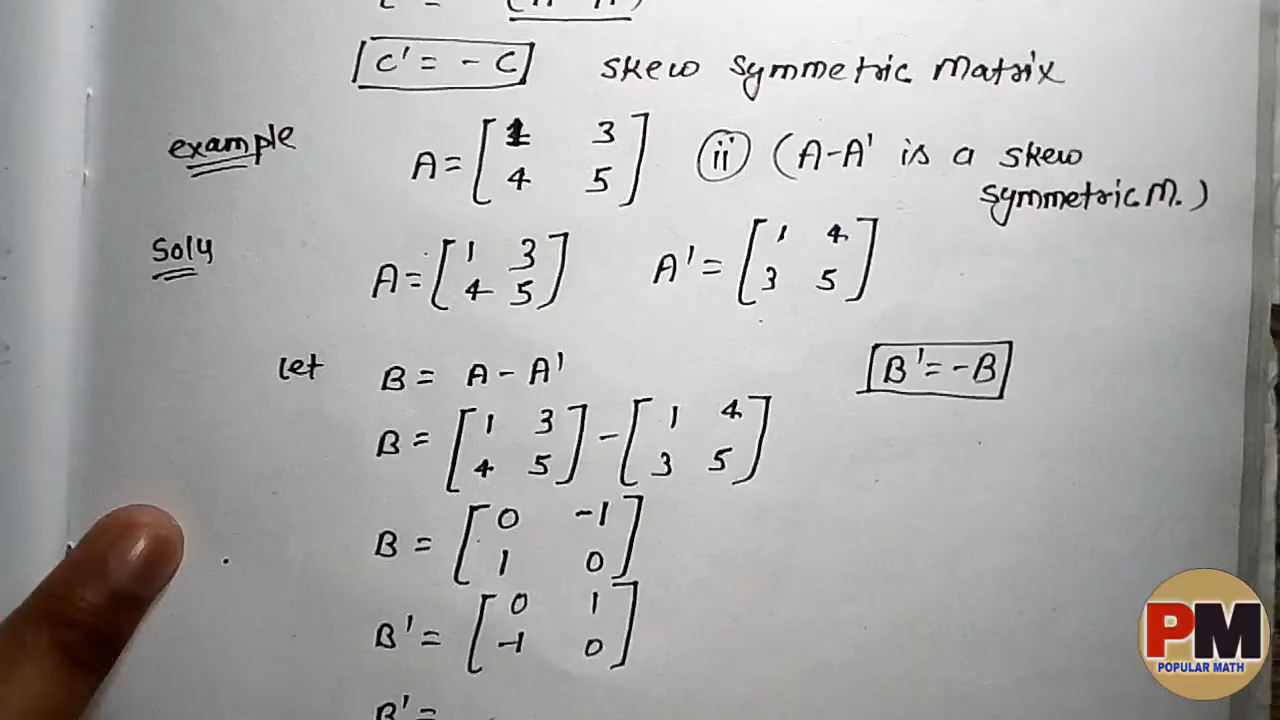 C' = - C skew symmetric Matrix
example A = [1 3 (ii) (A-A' is a skew
4 5] symmetric M.)
Soln A = [1 3 A' = [1 4
4 5] 3 5]
let B = A - A' B' = -B
B = [1 3 - [1 4
4 5] 3 5]
B = [0 -1
1 0]
B' = [0 1
-1 0]
B' =
PM
POPULAR MATH